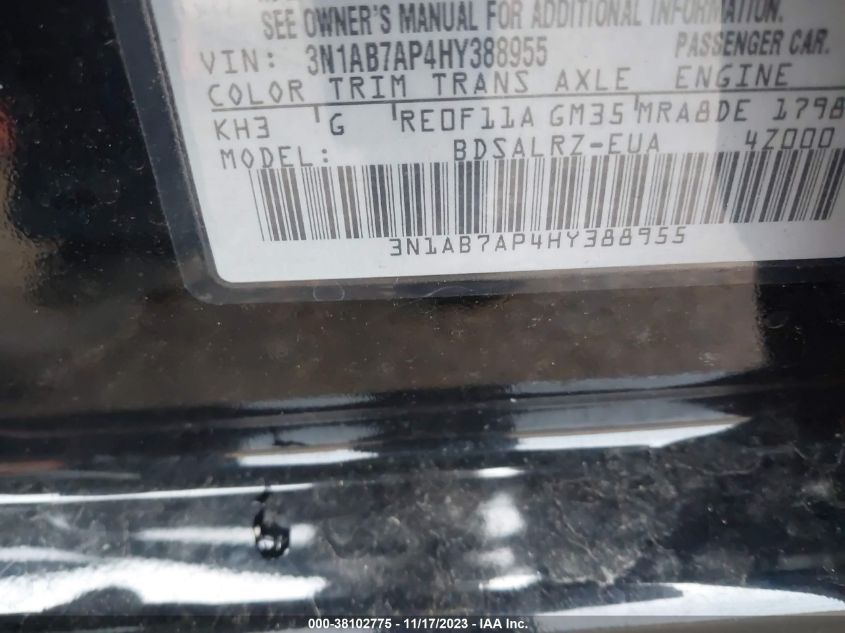 SEE OWNER'S MANUAL FOR ADDITIONAL INFORMATION.
VIN: 3N1AB7AP4HY388955 PASSENGER CAR.
COLOR TRIM TRANS AXLE ENGINE
KH3 G RE0F11A GM35 MRA8DE 1798
MODEL: BDSALRZ-EUA 4Z000
3N1AB7AP4HY388955
000-38102775 - 11/17/2023 - IAA Inc.